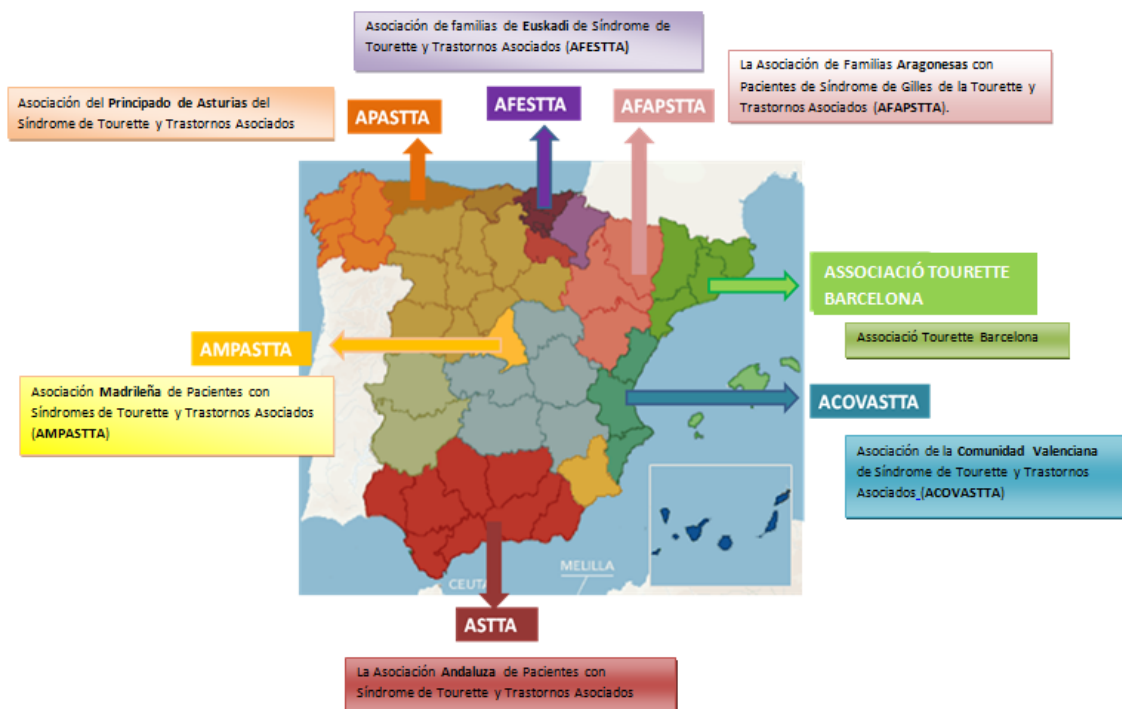 Asociación de familias de Euskadi de Síndrome de
Tourette y Trastornos Asociados (AFESTTA)
La Asociación de Familias Aragonesas con
Pacientes de Síndrome de Gilles de la Tourette y
Trastornos Asociados (AFAPSTTA).
Asociación del Principado de Asturias del
Síndrome de Tourette y Trastornos Asociados
APASTTA
AFESTTA
AFAPSTTA
ASSOCIACIÓ TOURETTE
BARCELONA
Associació Tourette Barcelona
AMPASTTA
Asociación Madrileña de Pacientes con
Síndromes de Tourette y Trastornos Asociados
(AMPASTTA)
ACOVASTTA
Asociación de la Comunidad Valenciana
de Síndrome de Tourette y Trastornos
Asociados (ACOVASTTA)
CEUTA
MELILLA
ASTTA
La Asociación Andaluza de Pacientes con
Síndrome de Tourette y Trastornos Asociados